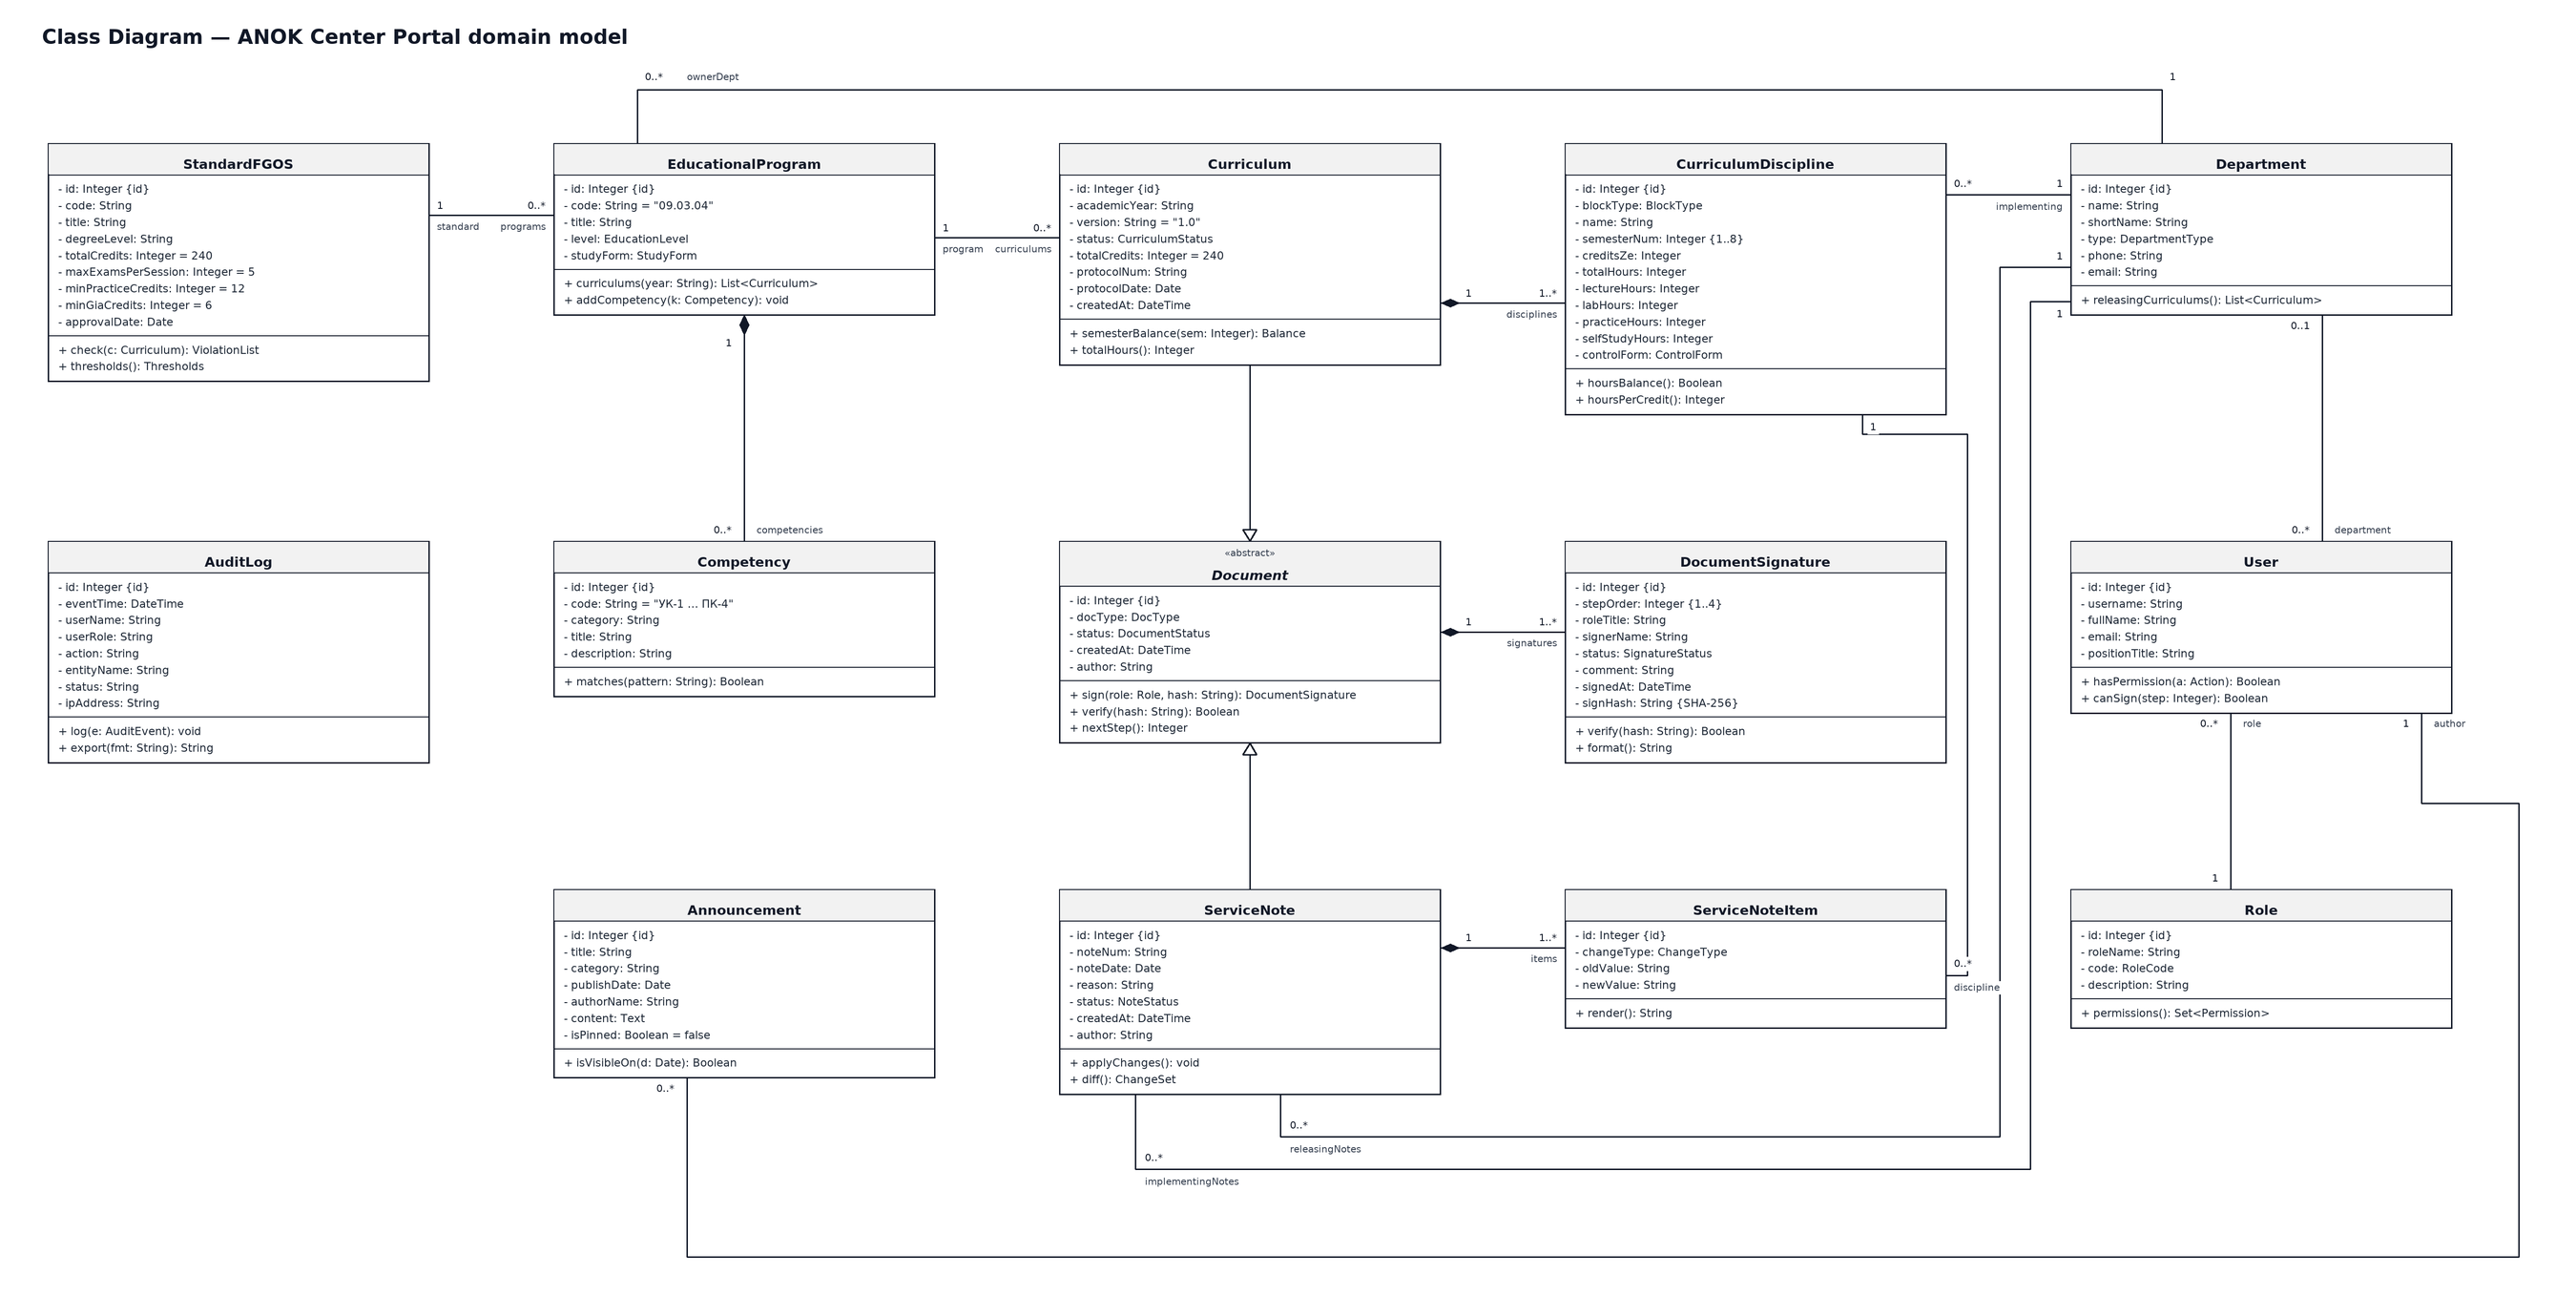 Class Diagram — ANOK Center Portal domain model
0..*
ownerDept
1
StandardFGOS
- id: Integer {id}
- code: String
- title: String
- degreeLevel: String
- totalCredits: Integer = 240
- maxExamsPerSession: Integer = 5
- minPracticeCredits: Integer = 12
- minGiaCredits: Integer = 6
- approvalDate: Date
+ check(c: Curriculum): ViolationList
+ thresholds(): Thresholds
1
0..*
standard
programs
EducationalProgram
- id: Integer {id}
- code: String = "09.03.04"
- title: String
- level: EducationLevel
- studyForm: StudyForm
+ curriculums(year: String): List<Curriculum>
+ addCompetency(k: Competency): void
1
0..*
program
curriculums
Curriculum
- id: Integer {id}
- academicYear: String
- version: String = "1.0"
- status: CurriculumStatus
- totalCredits: Integer = 240
- protocolNum: String
- protocolDate: Date
- createdAt: DateTime
+ semesterBalance(sem: Integer): Balance
+ totalHours(): Integer
1
1..*
disciplines
CurriculumDiscipline
- id: Integer {id}
- blockType: BlockType
- name: String
- semesterNum: Integer {1..8}
- creditsZe: Integer
- totalHours: Integer
- lectureHours: Integer
- labHours: Integer
- practiceHours: Integer
- selfStudyHours: Integer
- controlForm: ControlForm
+ hoursBalance(): Boolean
+ hoursPerCredit(): Integer
1
0..*
1
implementing
1
1
Department
- id: Integer {id}
- name: String
- shortName: String
- type: DepartmentType
- phone: String
- email: String
+ releasingCurriculums(): List<Curriculum>
0..1
1
0..*
competencies
0..*
department
AuditLog
- id: Integer {id}
- eventTime: DateTime
- userName: String
- userRole: String
- action: String
- entityName: String
- status: String
- ipAddress: String
+ log(e: AuditEvent): void
+ export(fmt: String): String
Competency
- id: Integer {id}
- code: String = "УК-1 … ПК-4"
- category: String
- title: String
- description: String
+ matches(pattern: String): Boolean
«abstract»
Document
- id: Integer {id}
- docType: DocType
- status: DocumentStatus
- createdAt: DateTime
- author: String
+ sign(role: Role, hash: String): DocumentSignature
+ verify(hash: String): Boolean
+ nextStep(): Integer
1
1..*
signatures
DocumentSignature
- id: Integer {id}
- stepOrder: Integer {1..4}
- roleTitle: String
- signerName: String
- status: SignatureStatus
- comment: String
- signedAt: DateTime
- signHash: String {SHA-256}
+ verify(hash: String): Boolean
+ format(): String
User
- id: Integer {id}
- username: String
- fullName: String
- email: String
- positionTitle: String
+ hasPermission(a: Action): Boolean
+ canSign(step: Integer): Boolean
0..*
role
1
author
1
Announcement
- id: Integer {id}
- title: String
- category: String
- publishDate: Date
- authorName: String
- content: Text
- isPinned: Boolean = false
+ isVisibleOn(d: Date): Boolean
0..*
ServiceNote
- id: Integer {id}
- noteNum: String
- noteDate: Date
- reason: String
- status: NoteStatus
- createdAt: DateTime
- author: String
+ applyChanges(): void
+ diff(): ChangeSet
1
1..*
items
ServiceNoteItem
- id: Integer {id}
- changeType: ChangeType
- oldValue: String
- newValue: String
+ render(): String
0..*
discipline
Role
- id: Integer {id}
- roleName: String
- code: RoleCode
- description: String
+ permissions(): Set<Permission>
0..*
releasingNotes
0..*
implementingNotes